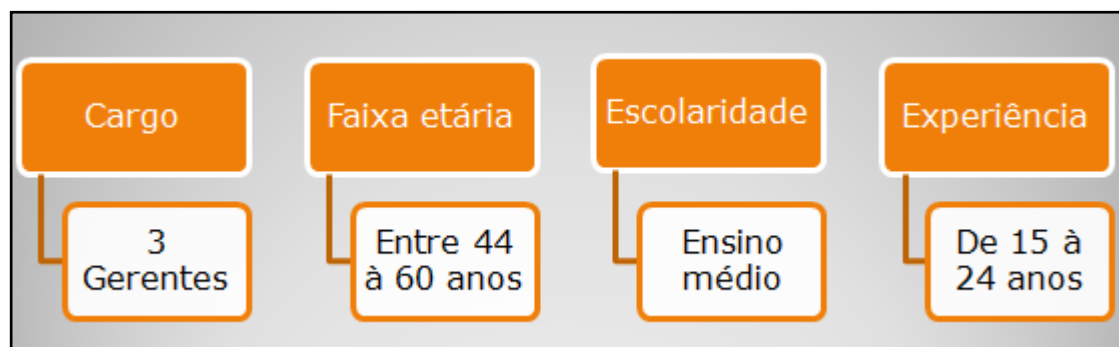 Cargo
3
Gerentes
Faixa etária
Entre 44
à 60 anos
Escolaridade
Ensino
médio
Experiência
De 15 à
24 anos